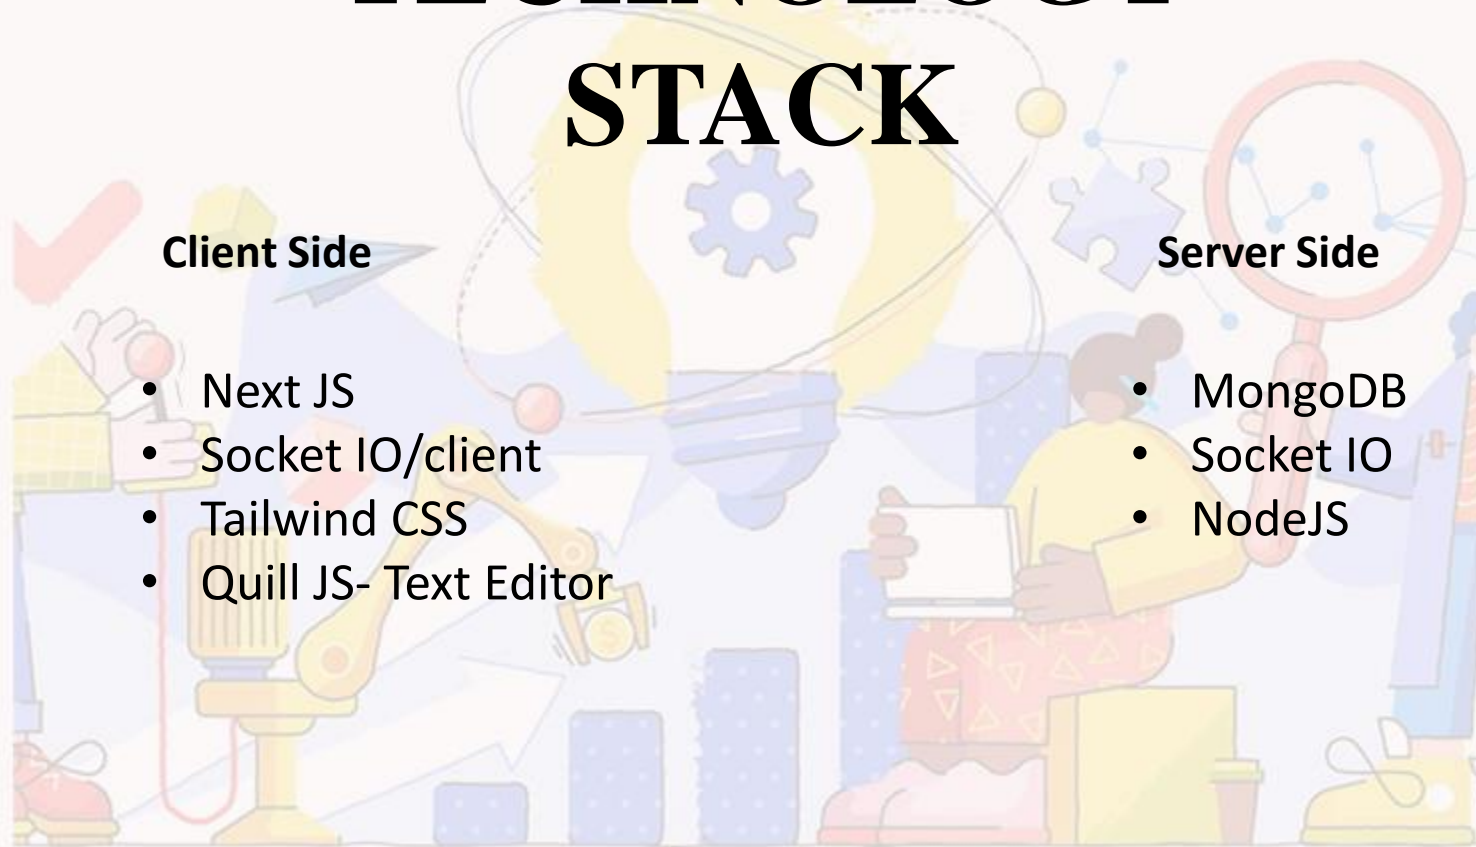 TECHNOLOGY
STACK
Client Side
• Next JS
• Socket IO/client
• Tailwind CSS
• Quill JS- Text Editor
Server Side
• MongoDB
• Socket IO
• NodeJS